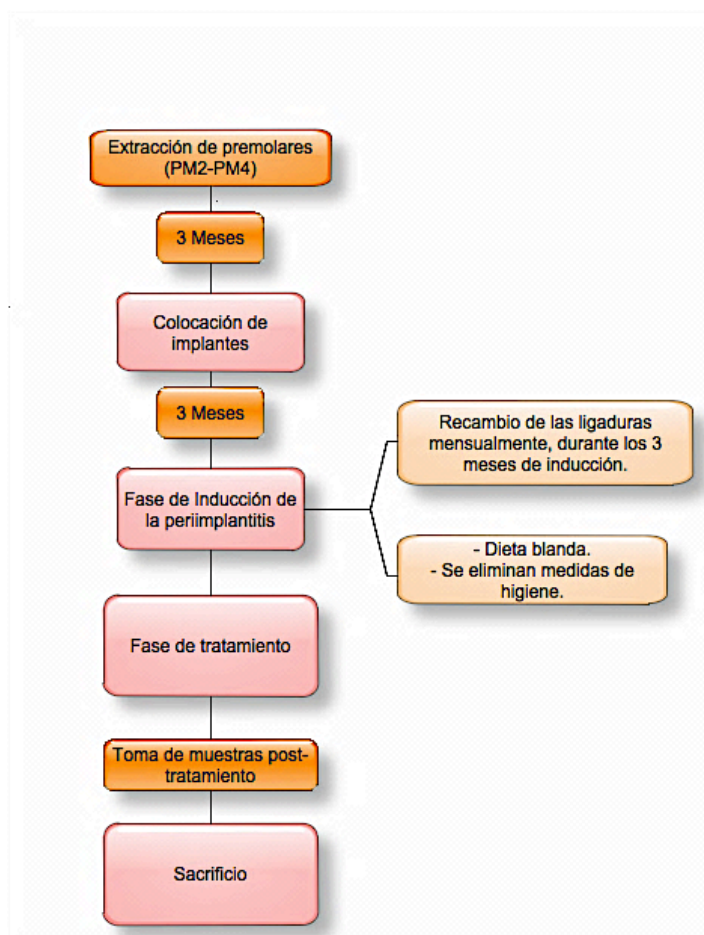 Extracción de premolares
(PM2-PM4)
3 Meses
Colocación de
implantes
3 Meses
Fase de Inducción de
la periimplantitis
Recambio de las ligaduras
mensualmente, durante los 3
meses de inducción.
- Dieta blanda.
- Se eliminan medidas de
higiene.
Fase de tratamiento
Toma de muestras post-
tratamiento
Sacrificio